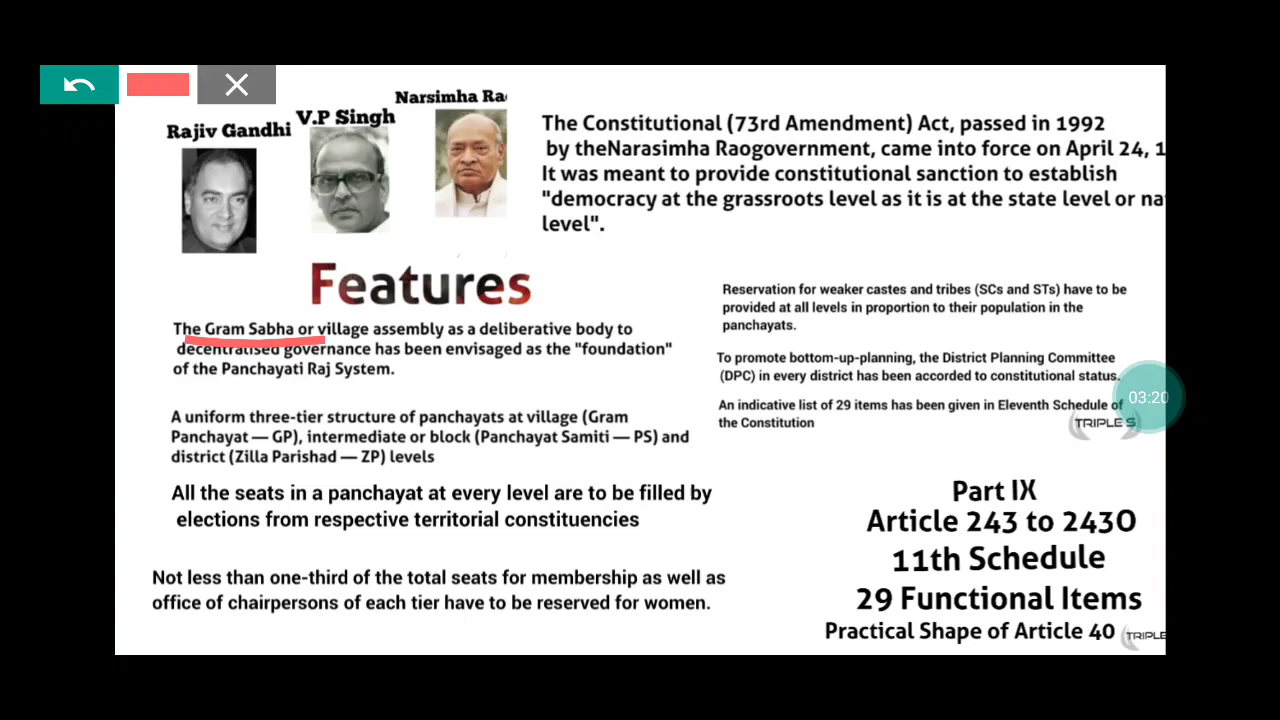 Rajiv Gandhi
V.P Singh
Narsimha Ra
The Constitutional (73rd Amendment) Act, passed in 1992
by theNarasimha Raogovernment, came into force on April 24, 1
It was meant to provide constitutional sanction to establish
"democracy at the grassroots level as it is at the state level or na
level".
Features
The Gram Sabha or village assembly as a deliberative body to
decentralised governance has been envisaged as the "foundation"
of the Panchayati Raj System.
A uniform three-tier structure of panchayats at village (Gram
Panchayat — GP), intermediate or block (Panchayat Samiti — PS) and
district (Zilla Parishad — ZP) levels
All the seats in a panchayat at every level are to be filled by
elections from respective territorial constituencies
Not less than one-third of the total seats for membership as well as
office of chairpersons of each tier have to be reserved for women.
Reservation for weaker castes and tribes (SCs and STs) have to be
provided at all levels in proportion to their population in the
panchayats.
To promote bottom-up-planning, the District Planning Committee
(DPC) in every district has been accorded to constitutional status.
An indicative list of 29 items has been given in Eleventh Schedule of
the Constitution
03:20
TRIPLE S
Part IX
Article 243 to 243O
11th Schedule
29 Functional Items
Practical Shape of Article 40
TRIPLE